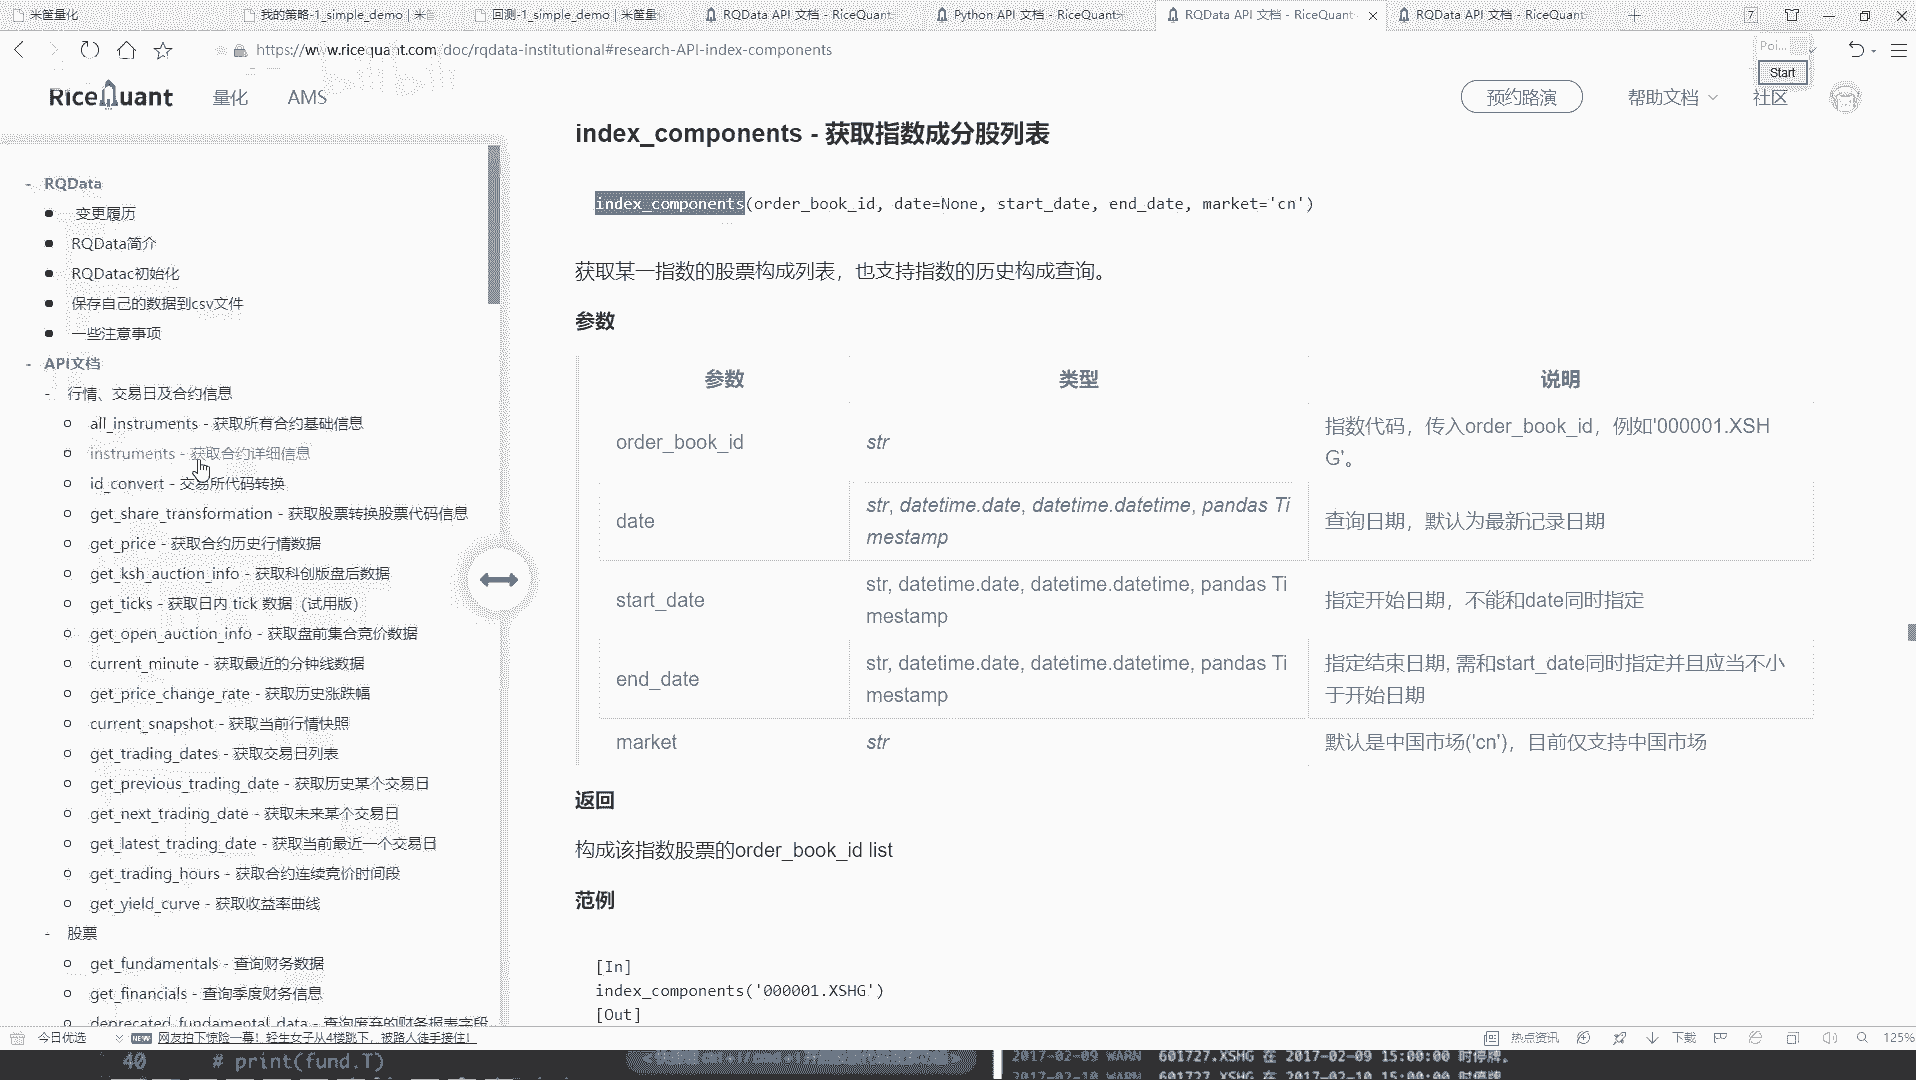 米筐量化
我的策略-1_simple_demo | 米筐
回测-1_simple_demo | 米筐量
RQData API 文档 - RiceQuant
Python API 文档 - RiceQuant
RQData API 文档 - RiceQuant
RQData API 文档 - RiceQuant
7
https://www.ricequant.com/doc/rqdata-institutional#research-API-index-components
Poi...
Start
RiceQuant
量化
AMS
预约路演
帮助文档
社区
- RQData
变更履历
RQData简介
RQDatac初始化
保存自己的数据到csv文件
一些注意事项
- API文档
- 行情、交易日及合约信息
all_instruments - 获取所有合约基础信息
instruments - 获取合约详细信息
id_convert - 交易所代码转换
get_share_transformation - 获取股票转换股票代码信息
get_price - 获取合约历史行情数据
get_ksh_auction_info - 获取科创版盘后数据
get_ticks - 获取日内 tick 数据（试用版）
get_open_auction_info - 获取盘前集合竞价数据
current_minute - 获取最近的分钟线数据
get_price_change_rate - 获取历史涨跌幅
current_snapshot - 获取当前行情快照
get_trading_dates - 获取交易日列表
get_previous_trading_date - 获取历史某个交易日
get_next_trading_date - 获取未来某个交易日
get_latest_trading_date - 获取当前最近一个交易日
get_trading_hours - 获取合约连续竞价时间段
get_yield_curve - 获取收益率曲线
- 股票
get_fundamentals - 查询财务数据
get_financials - 查询季度财务信息
deprecated_fundamental_data - 查询废弃的财务报表字段
index_components - 获取指数成分股列表
index_components(order_book_id, date=None, start_date, end_date, market='cn')
获取某一指数的股票构成列表，也支持指数的历史构成查询。
参数
参数 类型 说明
order_book_id str 指数代码，传入order_book_id，例如'000001.XSH
G'。
date str, datetime.date, datetime.datetime, pandas Ti
mestamp 查询日期，默认为最新记录日期
start_date str, datetime.date, datetime.datetime, pandas Ti
mestamp 指定开始日期，不能和date同时指定
end_date str, datetime.date, datetime.datetime, pandas Ti
mestamp 指定结束日期, 需和start_date同时指定并且应当不小
于开始日期
market str 默认是中国市场('cn')，目前仅支持中国市场
返回
构成该指数股票的order_book_id list
范例
[In]
index_components('000001.XSHG')
[Out]
今日优选
NEW 网友拍下惊险一幕！轻生女子从4楼跳下，被路人徒手接住！
热点资讯
下载
125%
40 # print(fund.T)
2017-02-09 WARN 601727.XSHG 在 2017-02-09 15:00:00 时停牌。
2017-02-10 WARN 601727.XSHG 在 2017-02-10 15:00:00 时停牌。